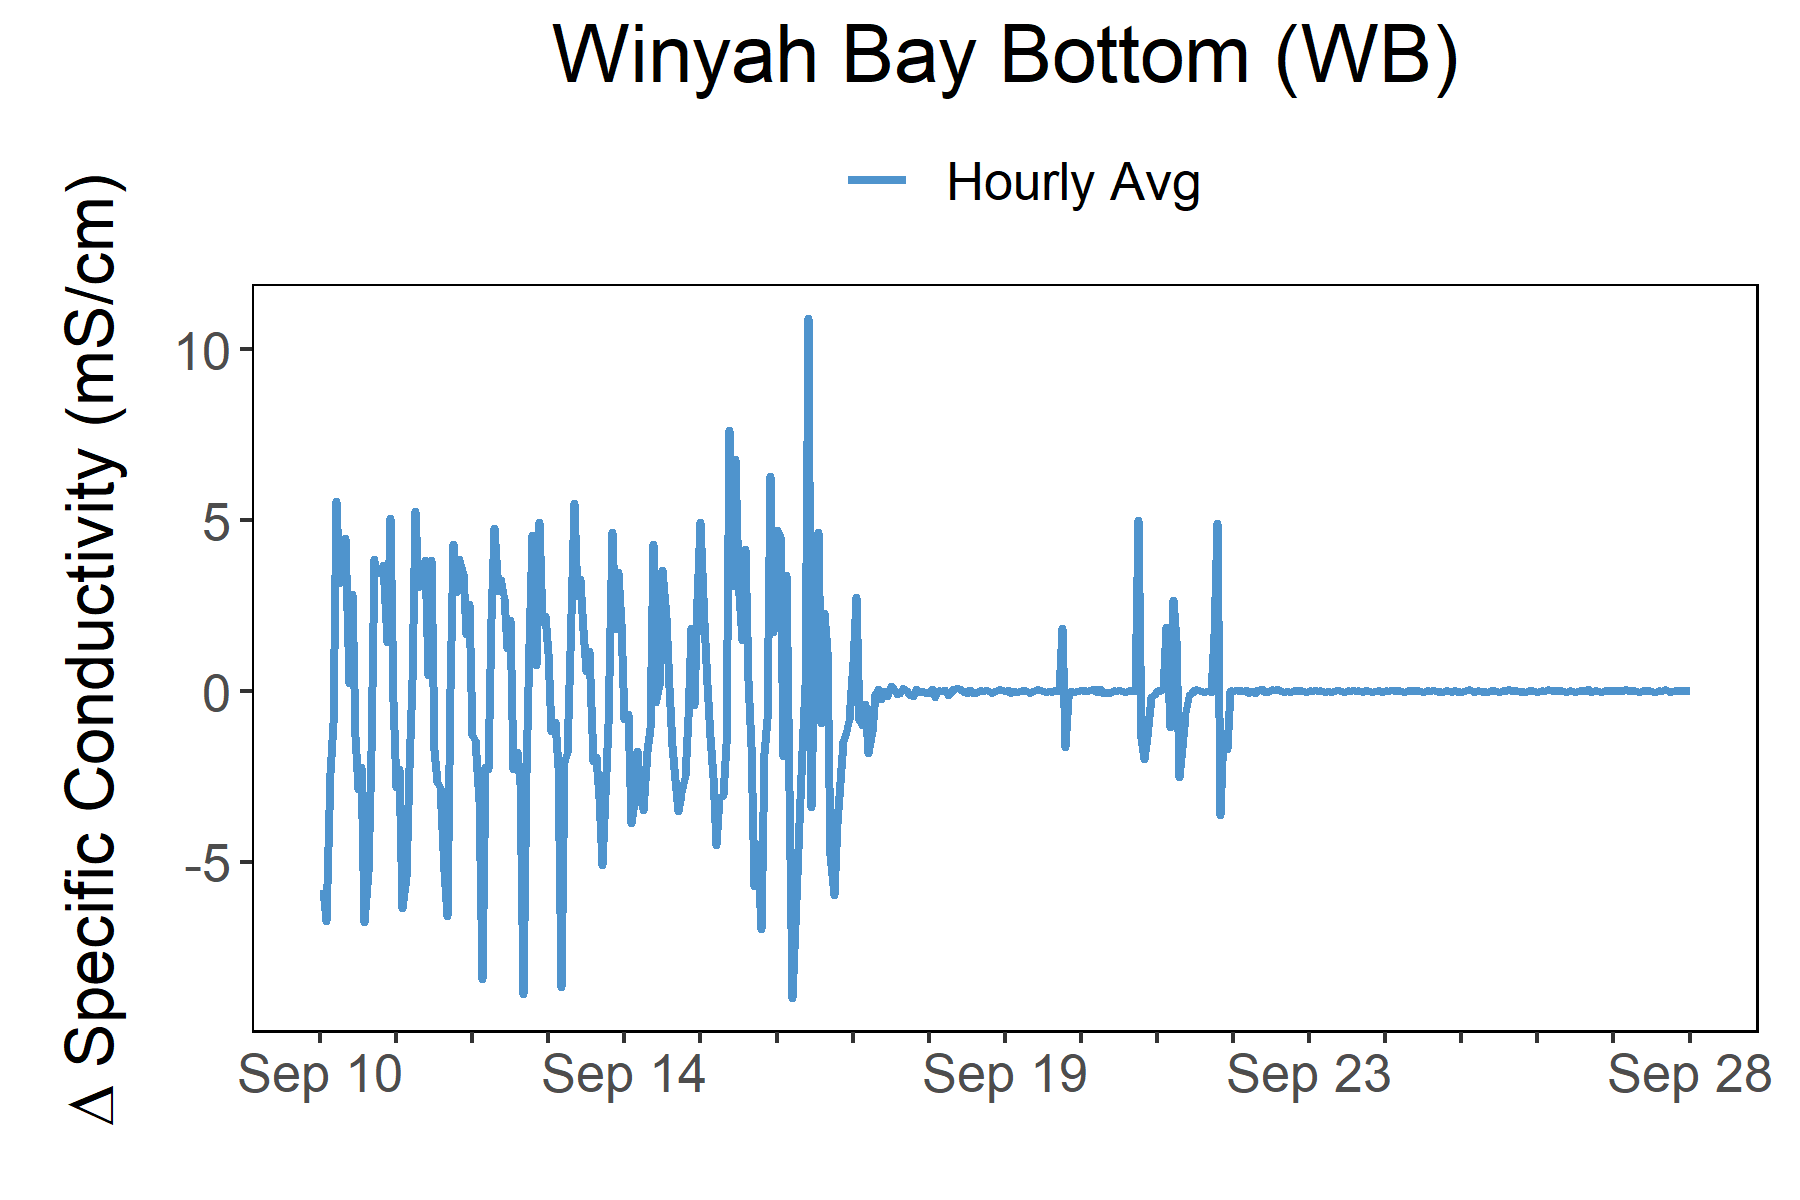 Winyah Bay Bottom (WB)
Hourly Avg
Δ Specific Conductivity (mS/cm)
10
5
0
-5
Sep 10
Sep 14
Sep 19
Sep 23
Sep 28